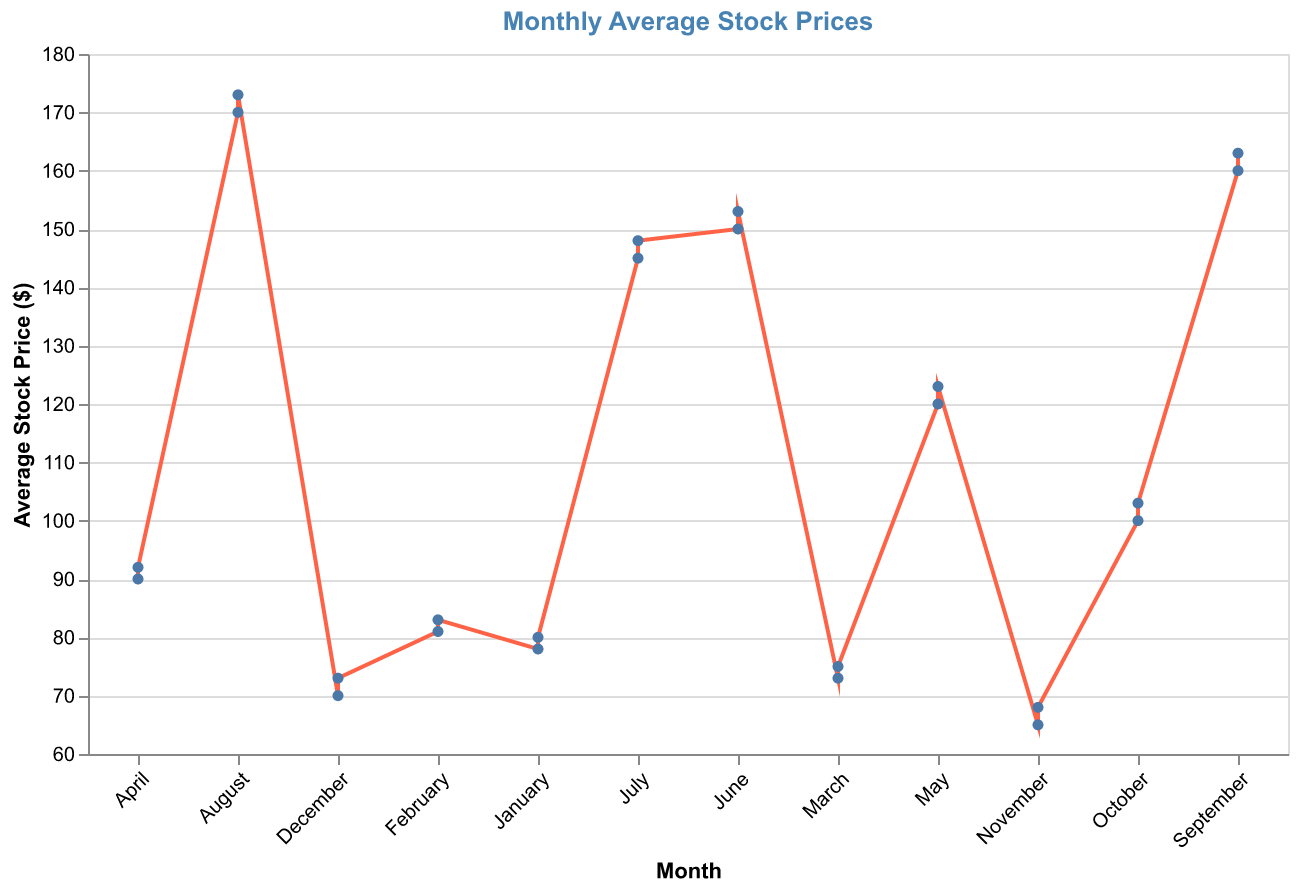 Monthly Average Stock Prices
180
170
160
150
140
130
120
110
100
90
80
70
60
Average Stock Price ($)
April
August
December
February
January
July
June
March
May
November
October
September
Month